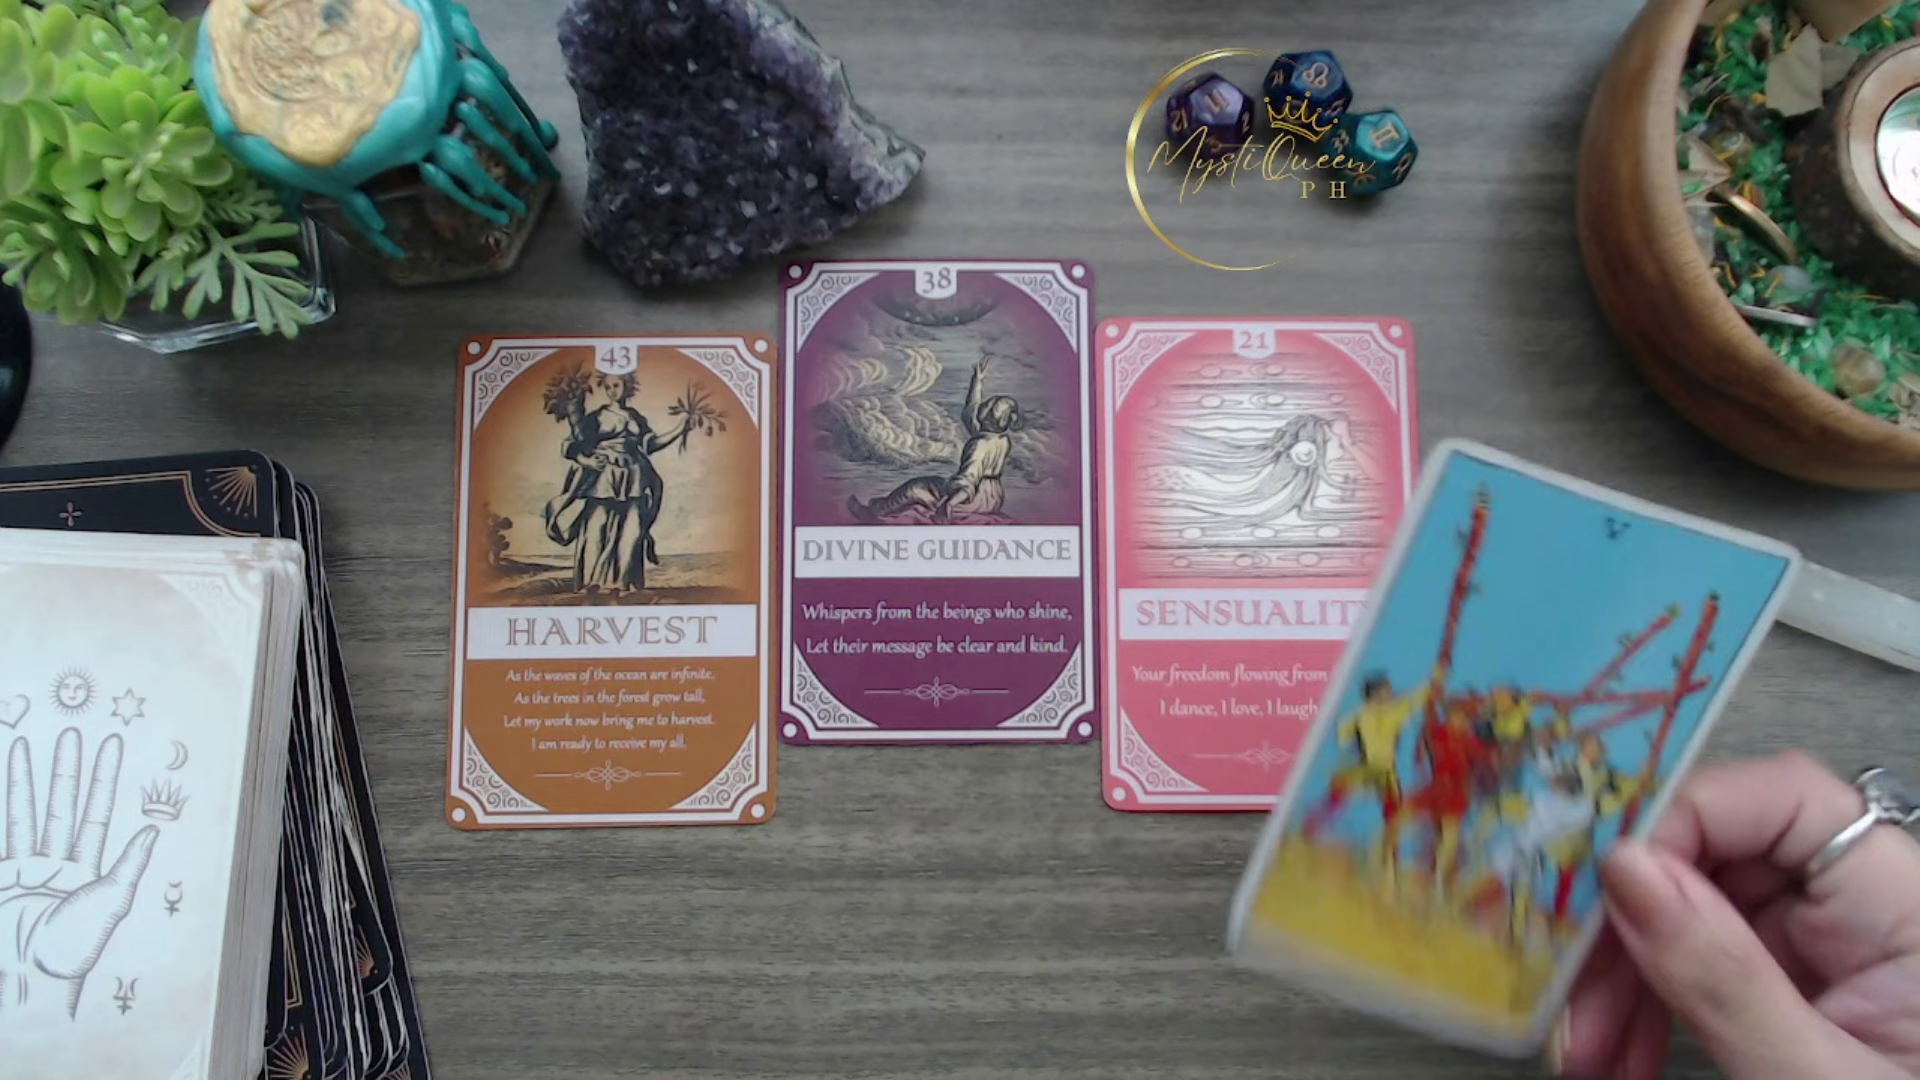 MystiQueen
PH
43
HARVEST
As the waves of the ocean are infinite,
As the trees in the forest grow tall,
Let my work now bring me to harvest.
I am ready to receive my all.
38
DIVINE GUIDANCE
Whispers from the beings who shine,
Let their message be clear and kind.
21
SENSUALITY
Your freedom flowing from
I dance, I love, I laugh
V
11
12
2